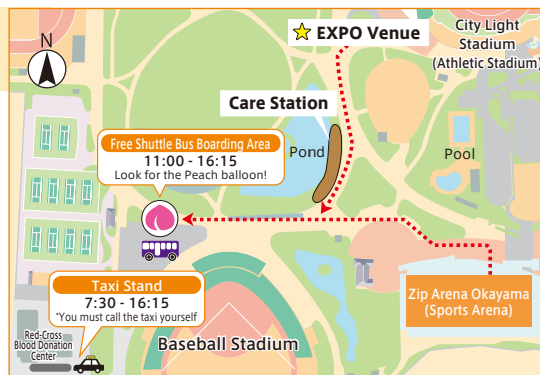 N
EXPO Venue
City Light
Stadium
(Athletic Stadium)
Care Station
Free Shuttle Bus Boarding Area
11:00 - 16:15
Look for the Peach balloon!
Pond
Pool
Taxi Stand
7:30 - 16:15
*You must call the taxi yourself
Zip Arena Okayama
(Sports Arena)
Red-Cross
Blood Donation
Center
Baseball Stadium